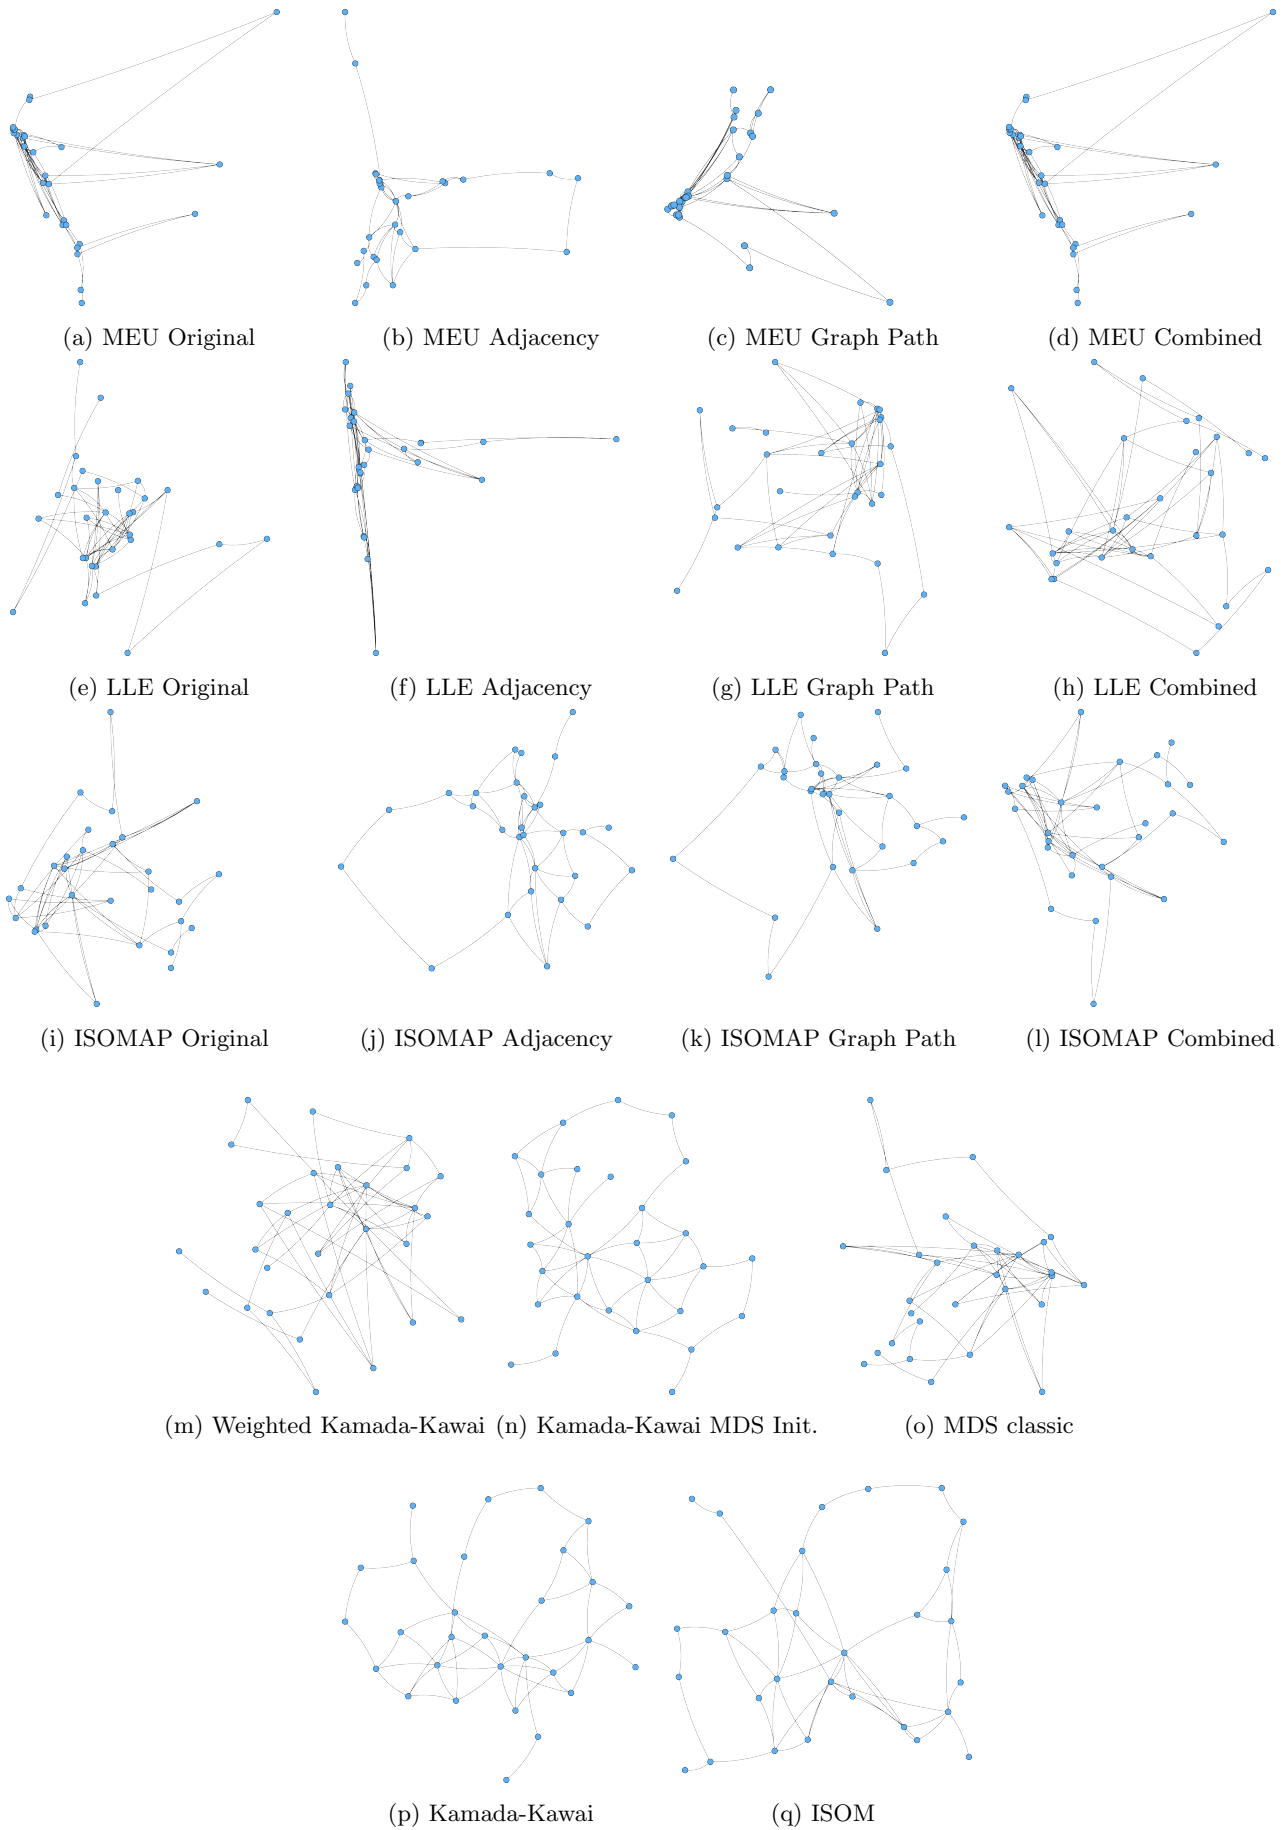 (a) MEU Original
(b) MEU Adjacency
(c) MEU Graph Path
(d) MEU Combined
(e) LLE Original
(f) LLE Adjacency
(g) LLE Graph Path
(h) LLE Combined
(i) ISOMAP Original
(j) ISOMAP Adjacency
(k) ISOMAP Graph Path
(l) ISOMAP Combined
(m) Weighted Kamada-Kawai
(n) Kamada-Kawai MDS Init.
(o) MDS classic
(p) Kamada-Kawai
(q) ISOM